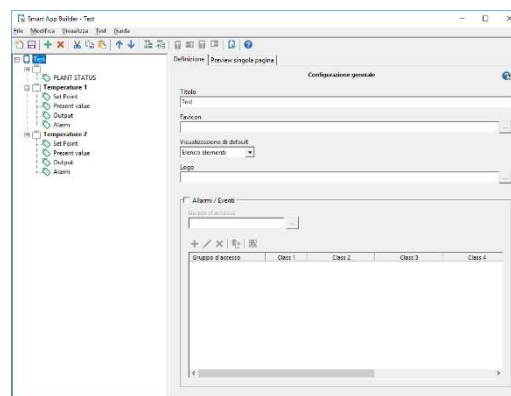 Smart App Builder - Test
File Modifica Visualizza Test Guida
Test
PLANT STATUS
Temperature 1
Set Point
Present value
Output
Alarm
Temperature 2
Set Point
Present value
Output
Alarm
Definizione Preview singola pagina
Configurazione generale
Titolo
Test
Favicon
...
Visualizzazione di default
Elenco elementi
Logo
...
Allarmi / Eventi
...
Gruppo d'accesso Class 1 Class 2 Class 3 Class 4